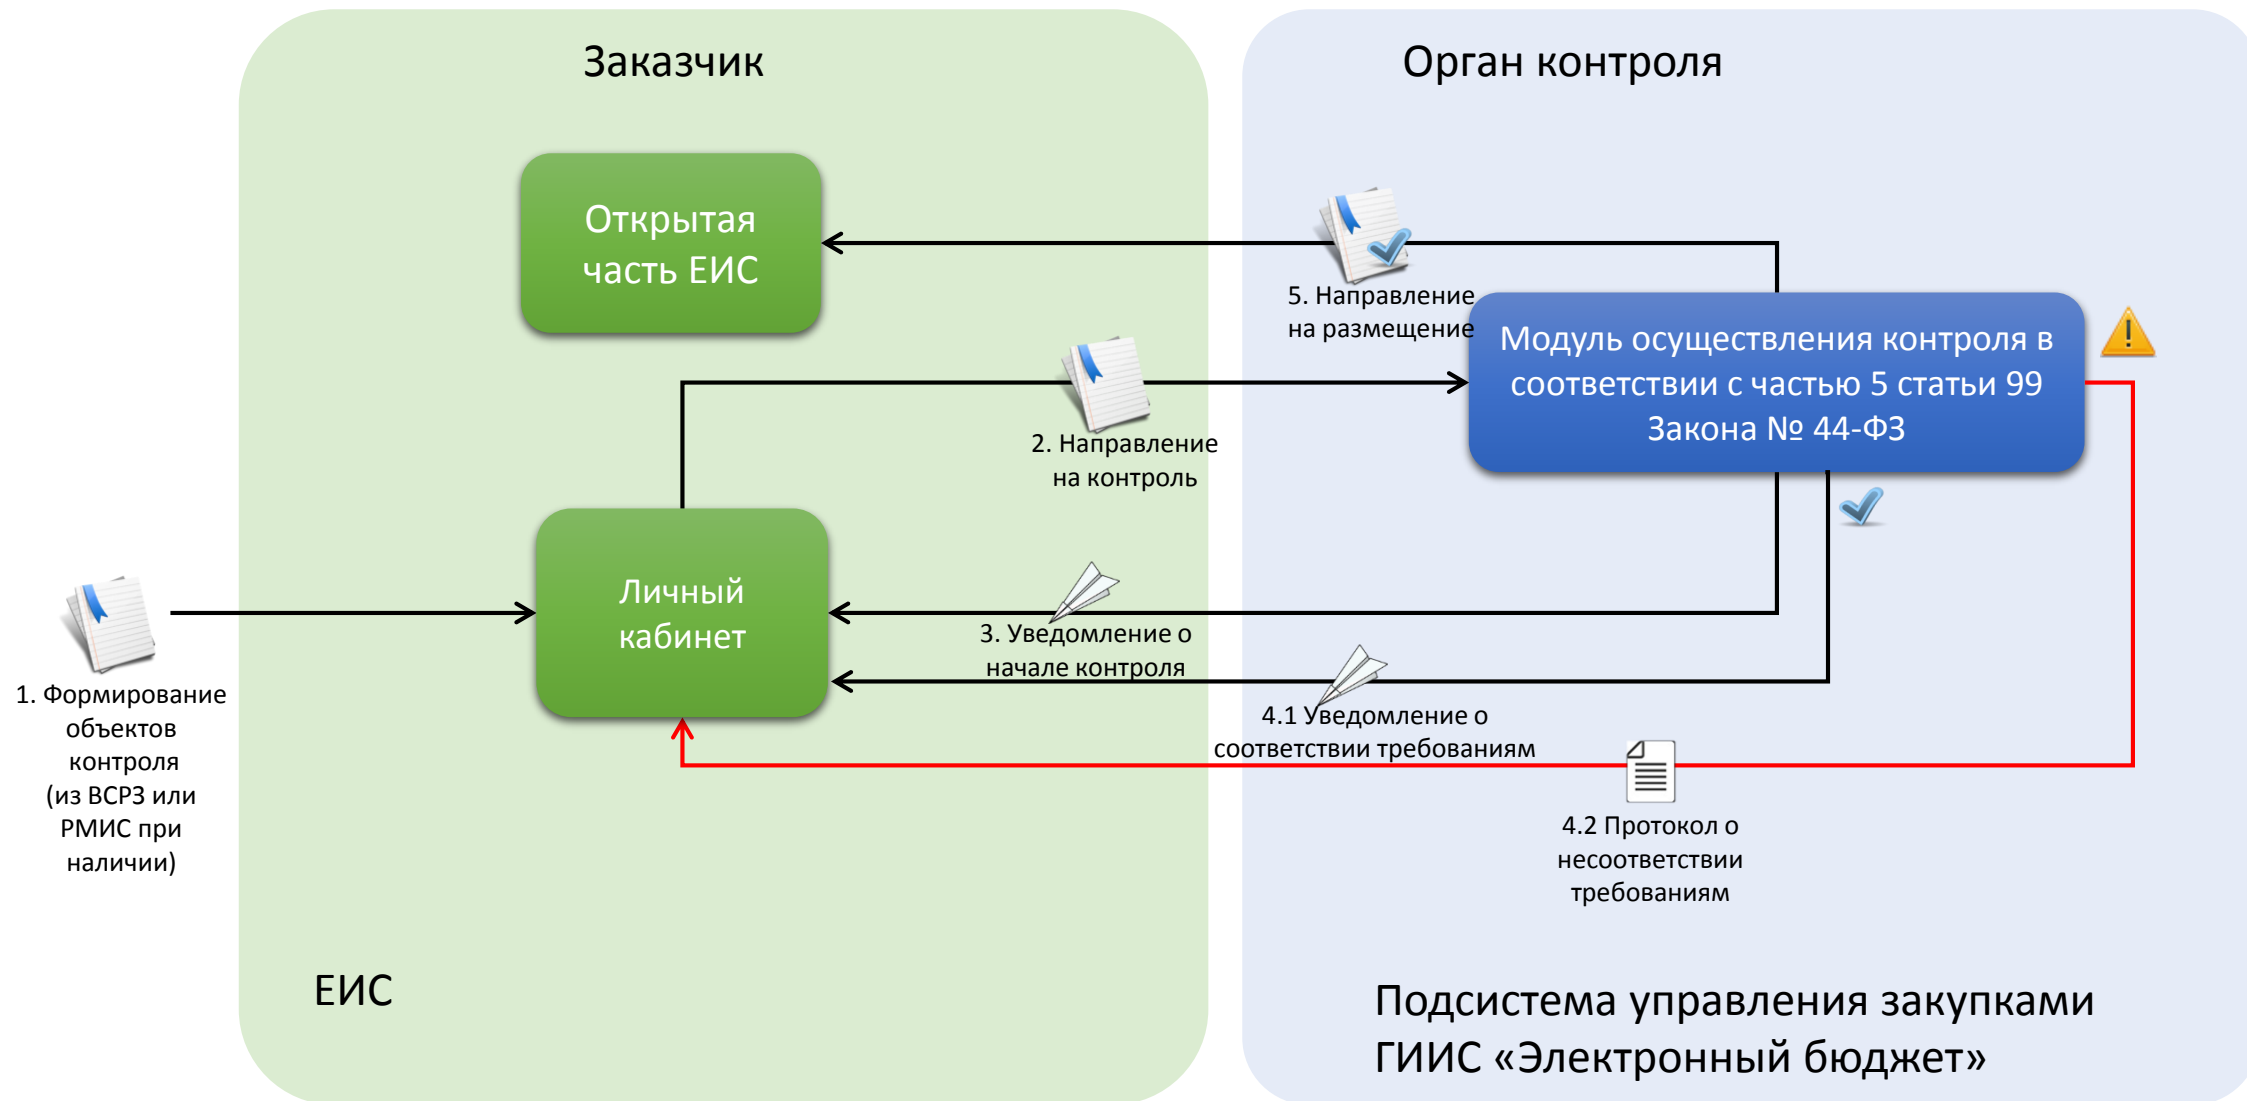 Заказчик
Орган контроля
Открытая
часть ЕИС
5. Направление
на размещение
Модуль осуществления контроля в
соответствии с частью 5 статьи 99
Закона № 44-ФЗ
2. Направление
на контроль
Личный
кабинет
3. Уведомление о
начале контроля
1. Формирование
объектов
контроля
(из ВСРЗ или
РМИС при
наличии)
4.1 Уведомление о
соответствии требованиям
4.2 Протокол о
несоответствии
требованиям
ЕИС
Подсистема управления закупками
ГИИС «Электронный бюджет»